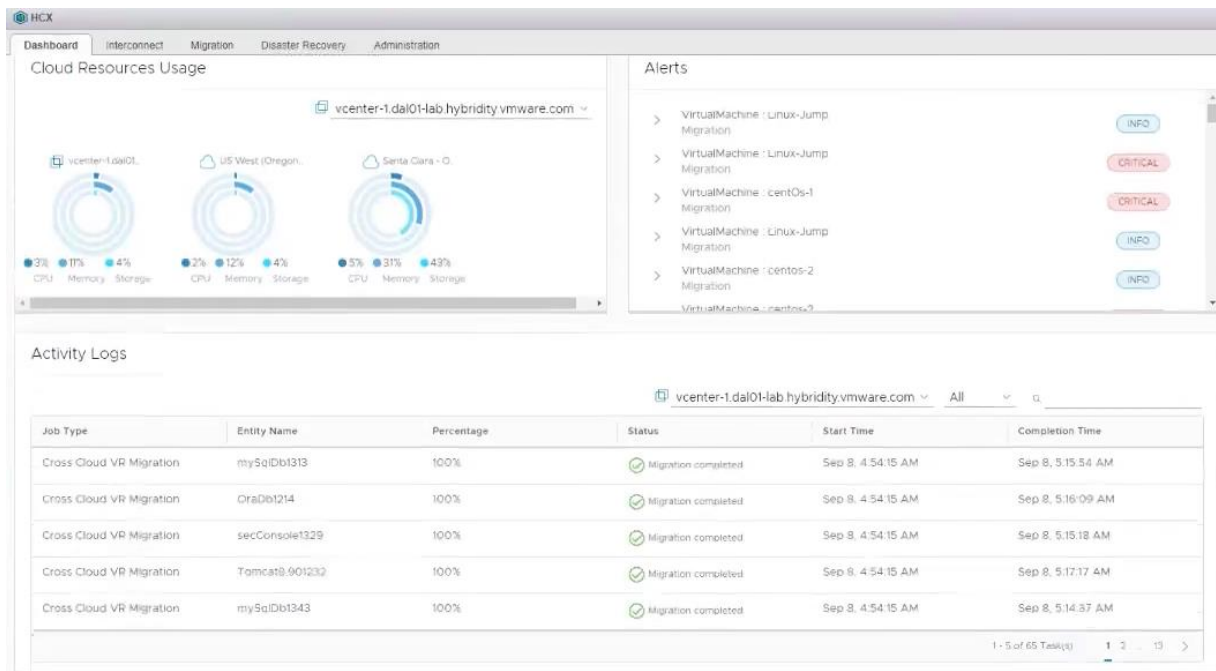 HCX
Dashboard Interconnect Migration Disaster Recovery Administration
Cloud Resources Usage
vcenter-1.dal01-lab.hybridity.vmware.com
vcenter-1.dal01.. US West (Oregon.. Santa Clara - O..
3% 11% 4% 2% 12% 4% 5% 31% 43%
CPU Memory Storage CPU Memory Storage CPU Memory Storage
Alerts
VirtualMachine : Linux-Jump
Migration
INFO
VirtualMachine : Linux-Jump
Migration
CRITICAL
VirtualMachine : centOs-1
Migration
CRITICAL
VirtualMachine : Linux-Jump
Migration
INFO
VirtualMachine : centos-2
Migration
INFO
VirtualMachine : centos-2
Activity Logs
vcenter-1.dal01-lab.hybridity.vmware.com All
Job Type Entity Name Percentage Status Start Time Completion Time
Cross Cloud VR Migration mySqlDb1313 100% Migration completed Sep 8, 4:54:15 AM Sep 8, 5:15:54 AM
Cross Cloud VR Migration OraDb1214 100% Migration completed Sep 8, 4:54:15 AM Sep 8, 5:16:09 AM
Cross Cloud VR Migration secConsole1329 100% Migration completed Sep 8, 4:54:15 AM Sep 8, 5:15:18 AM
Cross Cloud VR Migration Tomcat8.901232 100% Migration completed Sep 8, 4:54:15 AM Sep 8, 5:17:17 AM
Cross Cloud VR Migration mySqlDb1343 100% Migration completed Sep 8, 4:54:15 AM Sep 8, 5:14:37 AM
1 - 5 of 65 Task(s) 1 2 ... 13